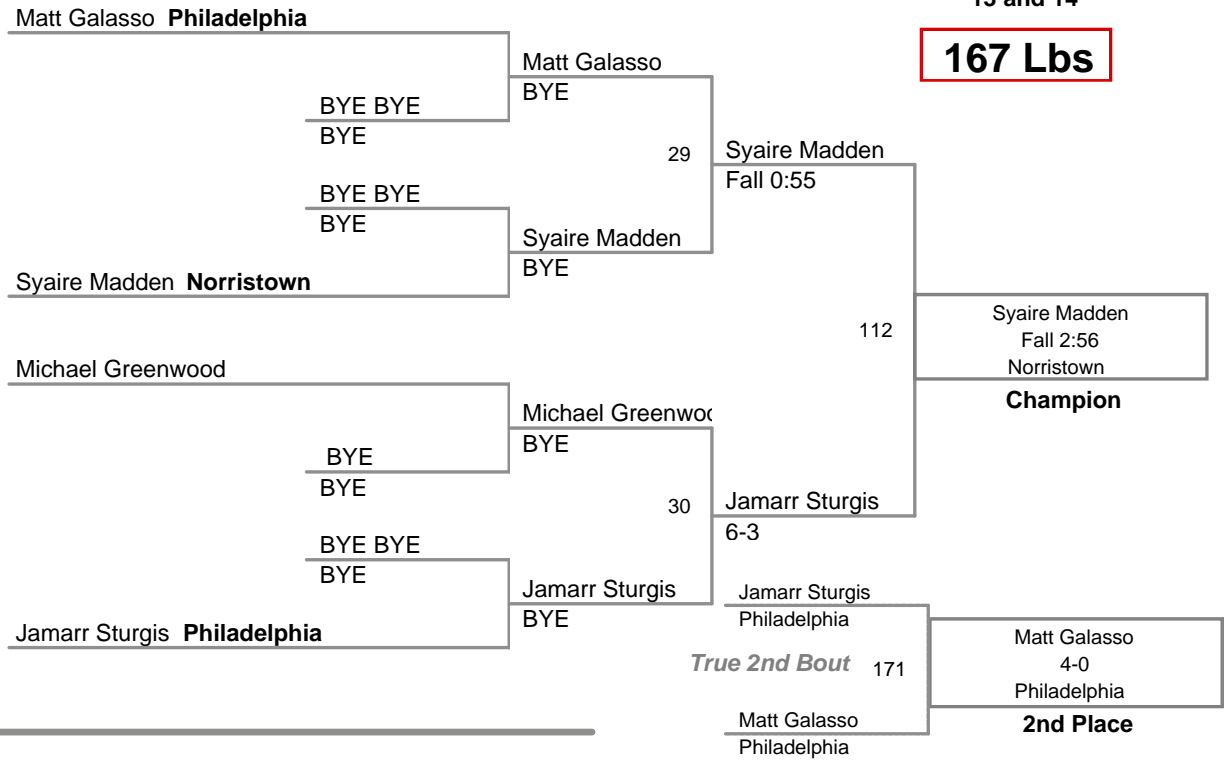 13 and 14
167 Lbs
Matt Galasso Philadelphia
Matt Galasso
BYE
BYE BYE
BYE
29
Syaire Madden
Fall 0:55
BYE BYE
BYE
Syaire Madden
BYE
Syaire Madden Norristown
112
Syaire Madden
Fall 2:56
Norristown
Champion
Michael Greenwood
Michael Greenwoo
BYE
BYE
BYE
30
Jamarr Sturgis
6-3
BYE BYE
BYE
Jamarr Sturgis
BYE
Jamarr Sturgis Philadelphia
Jamarr Sturgis
Philadelphia
True 2nd Bout 171
Matt Galasso
4-0
Philadelphia
2nd Place
Matt Galasso
Philadelphia